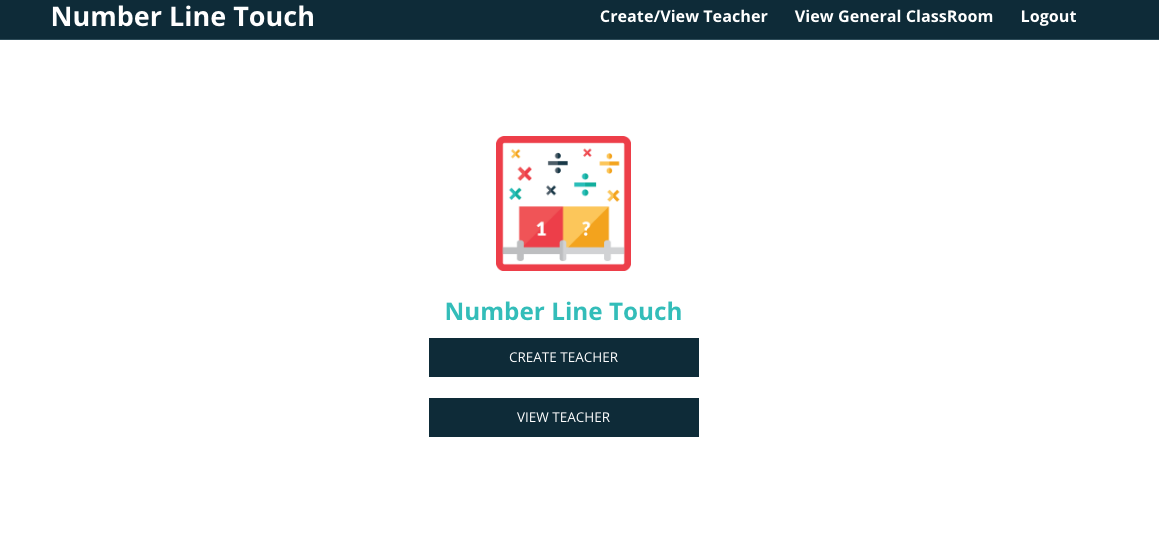 Number Line Touch
Create/View Teacher View General ClassRoom Logout
1 ?
Number Line Touch
CREATE TEACHER
VIEW TEACHER